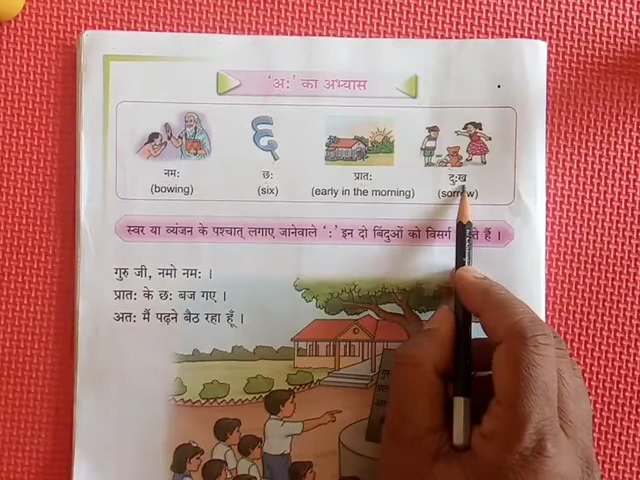 'अः' का अभ्यास
नमः छः प्रातः दुःख
(bowing) (six) (early in the morning) (sorrow)
स्वर या व्यंजन के पश्चात् लगाए जानेवाले ':' इन दो बिंदुओं को विसर्ग हैं ।
गुरु जी, नमो नमः ।
प्रातः के छः बज गए ।
अतः मैं पढ़ने बैठ रहा हूँ ।